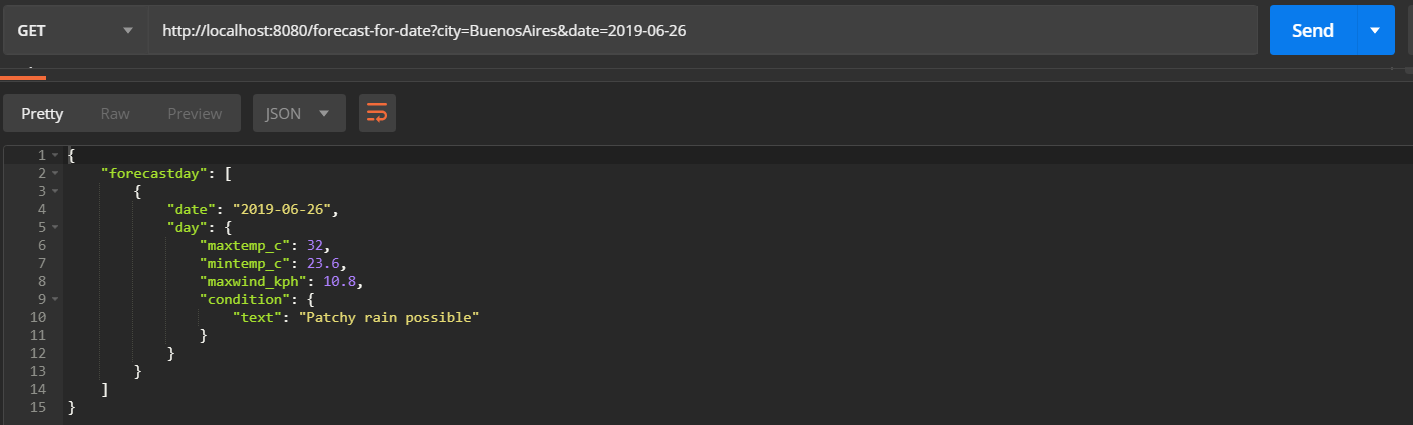 GET http://localhost:8080/forecast-for-date?city=BuenosAires&date=2019-06-26 Send
Pretty Raw Preview JSON
1 {
2 "forecastday": [
3 {
4 "date": "2019-06-26",
5 "day": {
6 "maxtemp_c": 32,
7 "mintemp_c": 23.6,
8 "maxwind_kph": 10.8,
9 "condition": {
10 "text": "Patchy rain possible"
11 }
12 }
13 }
14 ]
15 }